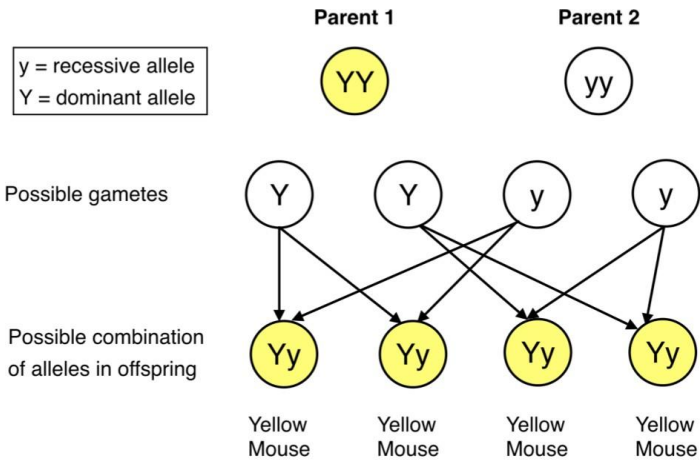 Parent 1
Parent 2
y = recessive allele
Y = dominant allele
YY
yy
Possible gametes
Y
Y
y
y
Possible combination
of alleles in offspring
Yy
Yy
Yy
Yy
Yellow
Mouse
Yellow
Mouse
Yellow
Mouse
Yellow
Mouse